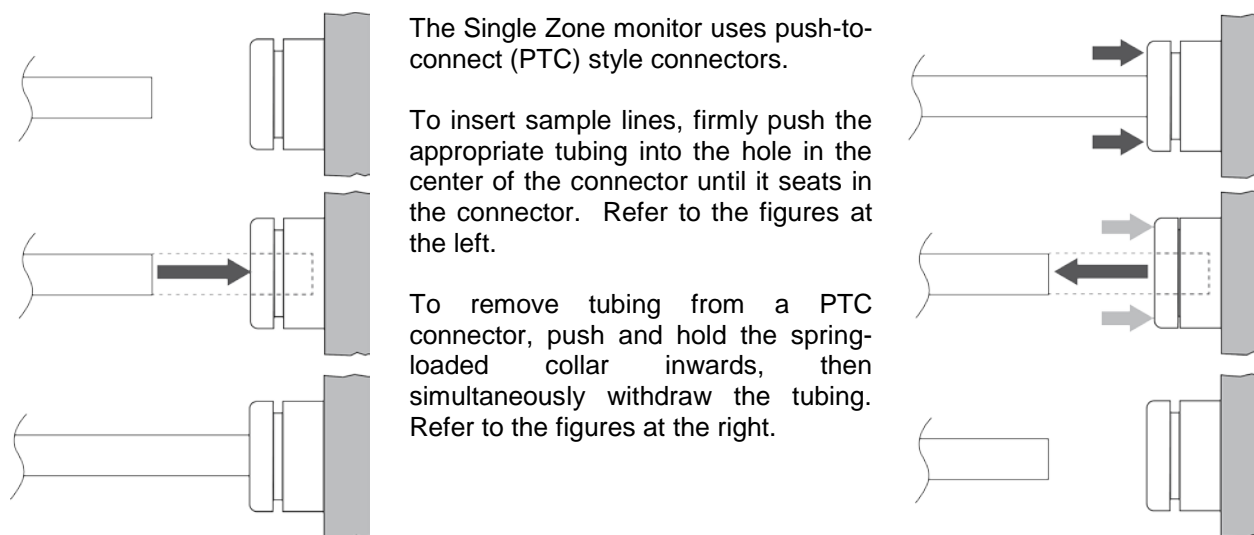 The Single Zone monitor uses push-to-
connect (PTC) style connectors.
To insert sample lines, firmly push the
appropriate tubing into the hole in the
center of the connector until it seats in
the connector.  Refer to the figures at
the left.
To remove tubing from a PTC
connector, push and hold the spring-
loaded collar inwards, then
simultaneously withdraw the tubing.
Refer to the figures at the right.